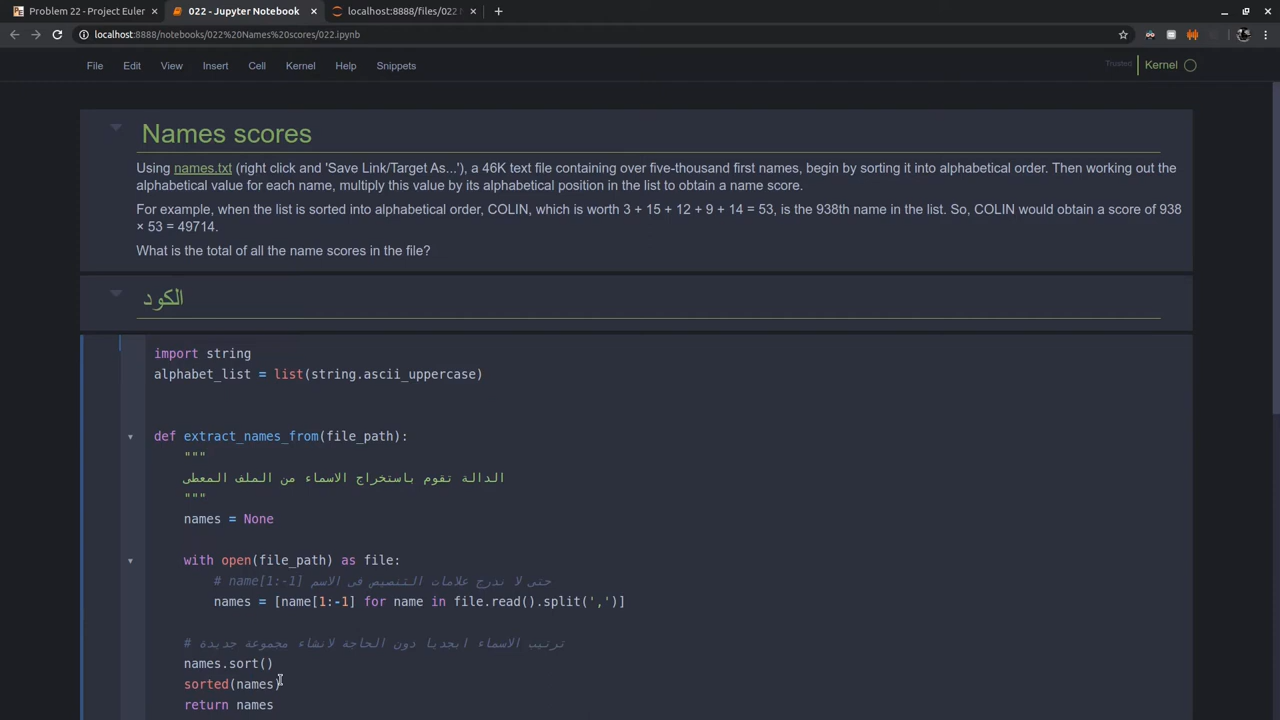 Problem 22 - Project Euler
022 - Jupyter Notebook
localhost:8888/files/022
localhost:8888/notebooks/022%20Names%20scores/022.ipynb
File Edit View Insert Cell Kernel Help Snippets
Trusted Kernel
Names scores
Using names.txt (right click and 'Save Link/Target As...'), a 46K text file containing over five-thousand first names, begin by sorting it into alphabetical order. Then working out the
alphabetical value for each name, multiply this value by its alphabetical position in the list to obtain a name score.
For example, when the list is sorted into alphabetical order, COLIN, which is worth 3 + 15 + 12 + 9 + 14 = 53, is the 938th name in the list. So, COLIN would obtain a score of 938
× 53 = 49714.
What is the total of all the name scores in the file?
الكود
import string
alphabet_list = list(string.ascii_uppercase)
def extract_names_from(file_path):
"""
الدالة تقوم باستخراج الاسماء من الملف المعطى
"""
names = None
with open(file_path) as file:
# name[1:-1] حتى لا ندرج علامات التنصيص في الاسم
names = [name[1:-1] for name in file.read().split(',')]
# ترتيب الاسماء ابجديا دون الحاجة لانشاء مجموعة جديدة
names.sort()
sorted(names)
return names